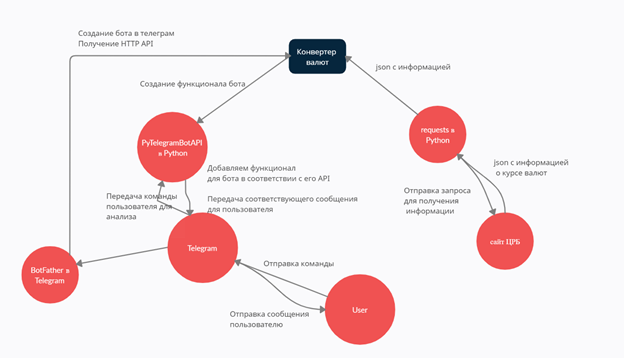 Создание бота в телеграм
Получение HTTP API
Конвертер
валют
json с информацией
Создание функционала бота
PyTelegramBotAPI
в Python
requests в
Python
Добавляем функционал
для бота в соответствии с его API
json с информацией
о курсе валют
Передача команды
пользователя для
анализа
Передача соответствующего сообщения
для пользователя
Отправка запроса
для получения
информации
Telegram
сайт ЦРБ
BotFather в
Telegram
Отправка команды
User
Отправка сообщения
пользователю